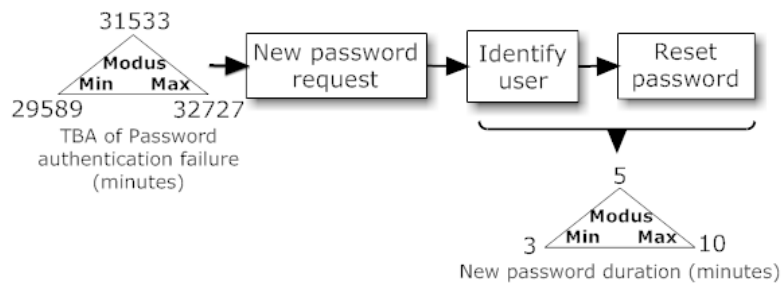 31533
Modus
Min Max
29589 32727
TBA of Password
authentication failure
(minutes)
New password
request
Identify
user
Reset
password
5
Modus
Min Max
3 10
New password duration (minutes)